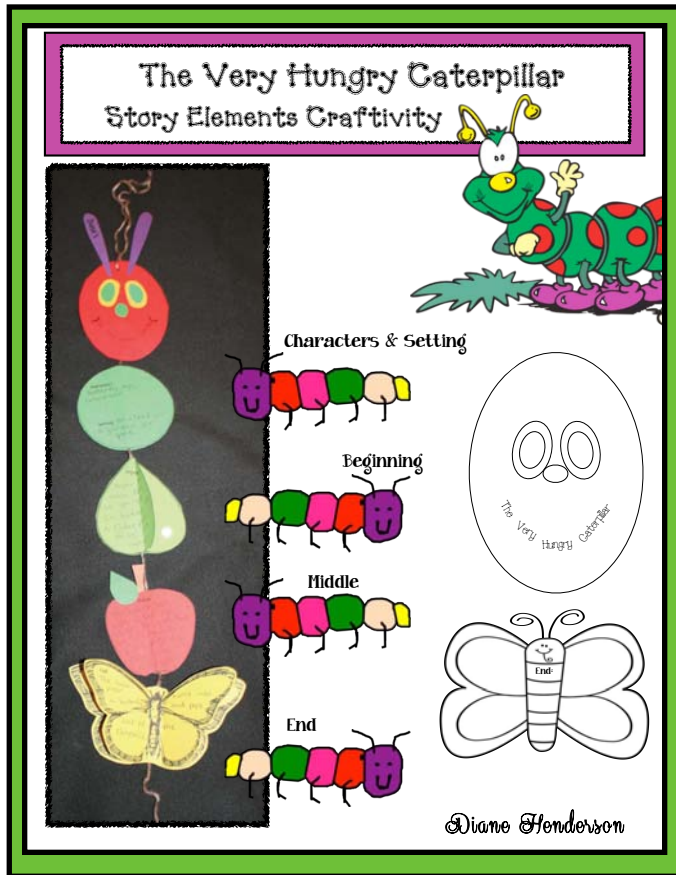 The Very Hungry Caterpillar
Story Elements Craftivity
Characters & Setting
Beginning
The Very Hungry Caterpillar
Middle
End:
End
Diane Henderson